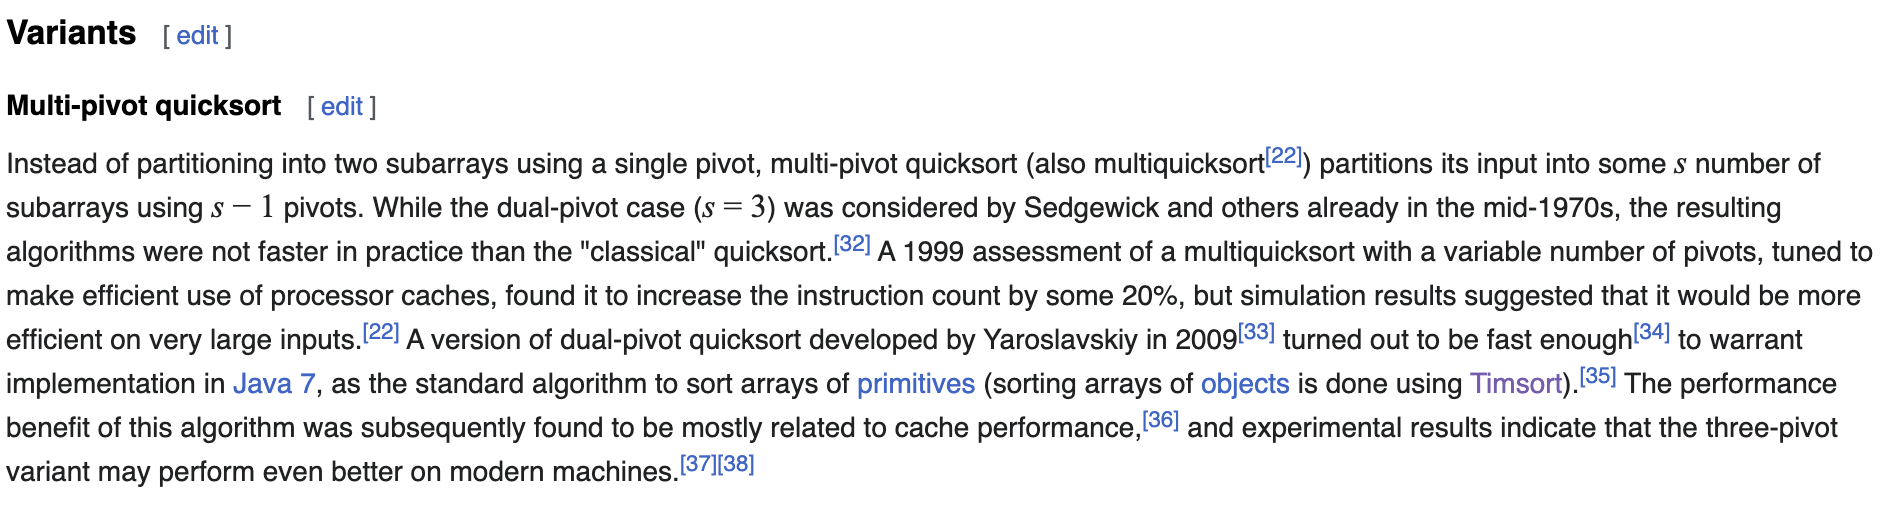 Variants [ edit ]
Multi-pivot quicksort [ edit ]
Instead of partitioning into two subarrays using a single pivot, multi-pivot quicksort (also multiquicksort[22]) partitions its input into some s number of
subarrays using s − 1 pivots. While the dual-pivot case (s = 3) was considered by Sedgewick and others already in the mid-1970s, the resulting
algorithms were not faster in practice than the "classical" quicksort.[32] A 1999 assessment of a multiquicksort with a variable number of pivots, tuned to
make efficient use of processor caches, found it to increase the instruction count by some 20%, but simulation results suggested that it would be more
efficient on very large inputs.[22] A version of dual-pivot quicksort developed by Yaroslavskiy in 2009[33] turned out to be fast enough[34] to warrant
implementation in Java 7, as the standard algorithm to sort arrays of primitives (sorting arrays of objects is done using Timsort).[35] The performance
benefit of this algorithm was subsequently found to be mostly related to cache performance,[36] and experimental results indicate that the three-pivot
variant may perform even better on modern machines.[37][38]